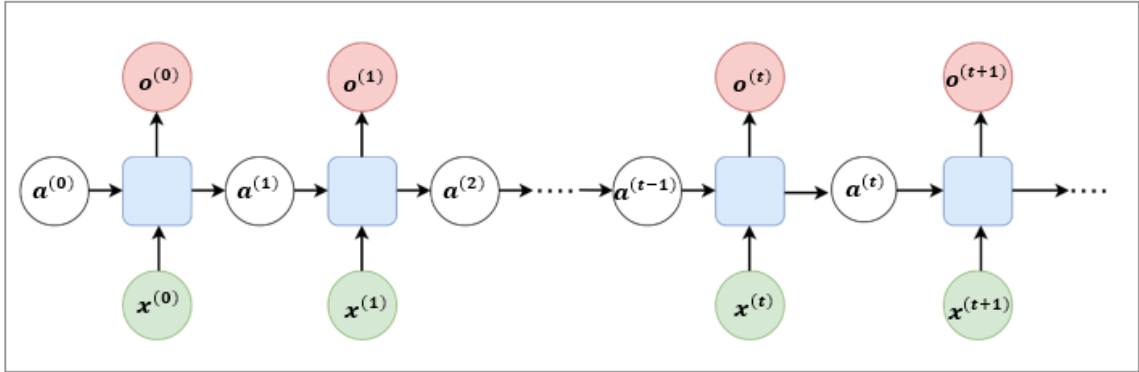 o^(0) o^(1) o^(t) o^(t+1)
a^(0) a^(1) a^(2) ..... a^(t−1) a^(t) ....
x^(0) x^(1) x^(t) x^(t+1)